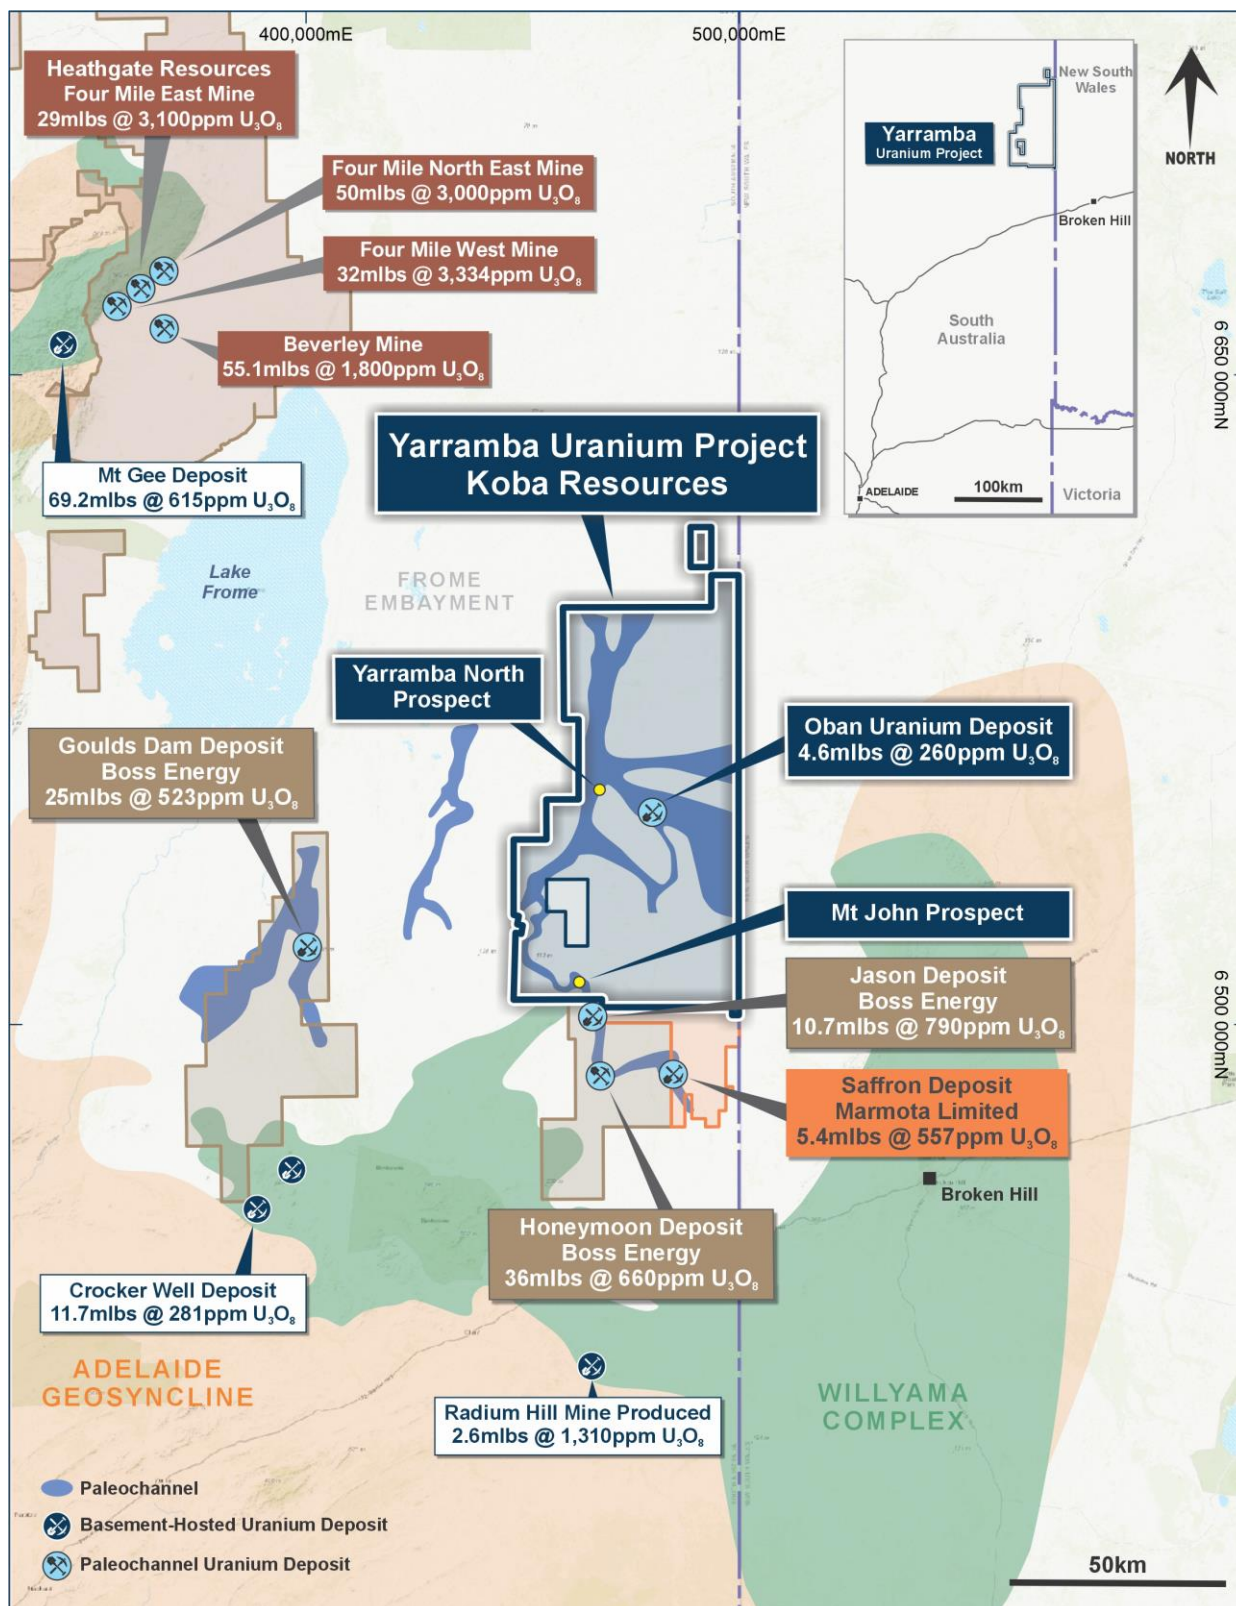 400,000mE
500,000mE
Heathgate Resources
Four Mile East Mine
29mlbs @ 3,100ppm U₃O₈
Four Mile North East Mine
50mlbs @ 3,000ppm U₃O₈
Four Mile West Mine
32mlbs @ 3,334ppm U₃O₈
Beverley Mine
55.1mlbs @ 1,800ppm U₃O₈
Mt Gee Deposit
69.2mlbs @ 615ppm U₃O₈
New South
Wales
Yarramba
Uranium Project
Broken Hill
South
Australia
ADELAIDE
100km
Victoria
NORTH
6 650 000mN
Yarramba Uranium Project
Koba Resources
Lake
Frome
FROME
EMBAYMENT
Yarramba North
Prospect
Oban Uranium Deposit
4.6mlbs @ 260ppm U₃O₈
Goulds Dam Deposit
Boss Energy
25mlbs @ 523ppm U₃O₈
Mt John Prospect
Jason Deposit
Boss Energy
10.7mlbs @ 790ppm U₃O₈
6 500 000mN
Saffron Deposit
Marmota Limited
5.4mlbs @ 557ppm U₃O₈
Broken Hill
Honeymoon Deposit
Boss Energy
36mlbs @ 660ppm U₃O₈
Crocker Well Deposit
11.7mlbs @ 281ppm U₃O₈
ADELAIDE
GEOSYNCLINE
WILLYAMA
COMPLEX
Radium Hill Mine Produced
2.6mlbs @ 1,310ppm U₃O₈
Paleochannel
Basement-Hosted Uranium Deposit
Paleochannel Uranium Deposit
50km